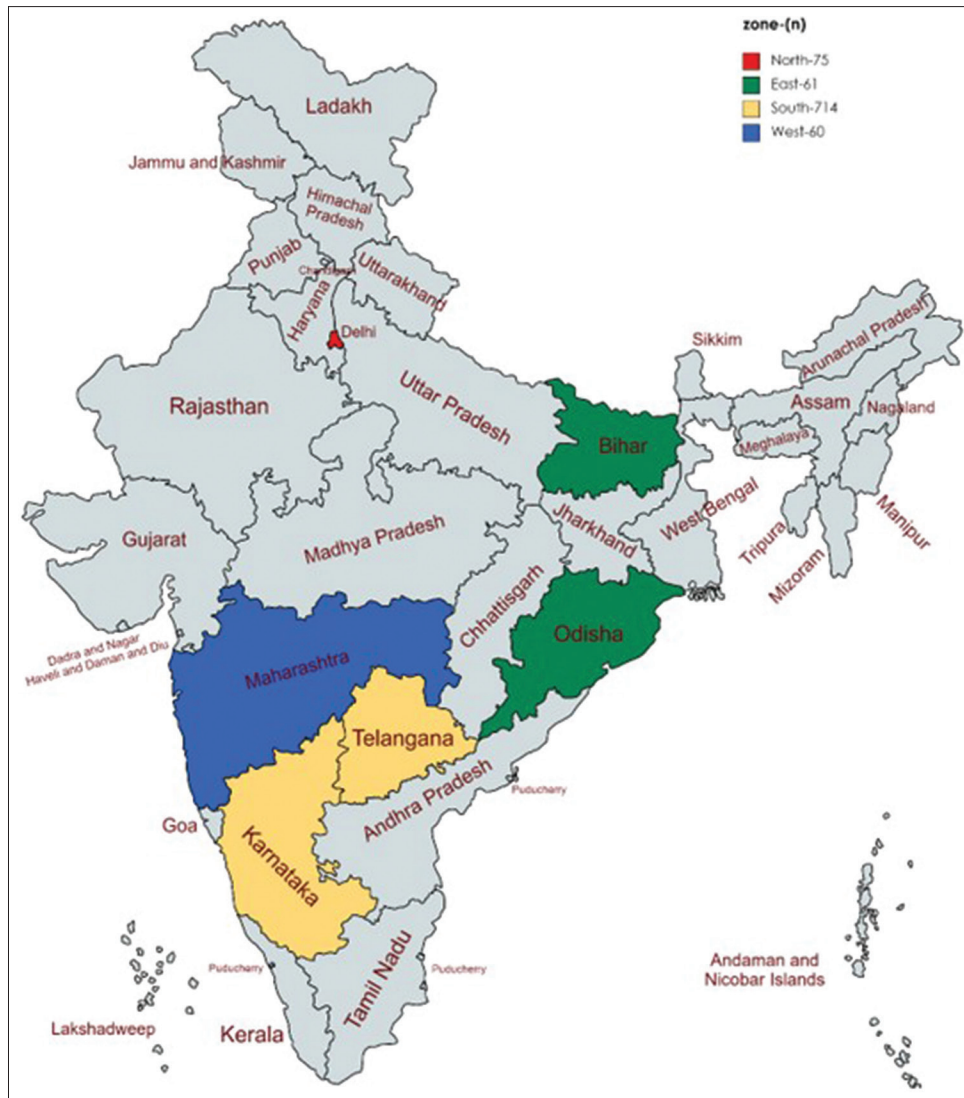 zone-(n)
North-75
East-61
South-714
West-60
Ladakh
Jammu and Kashmir
Himachal
Pradesh
Punjab
Chandigarh
Uttarakhand
Haryana
Delhi
Rajasthan
Uttar Pradesh
Sikkim
Arunachal Pradesh
Assam
Nagaland
Meghalaya
Bihar
Manipur
Tripura
Mizoram
West Bengal
Jharkhand
Gujarat
Madhya Pradesh
Chhattisgarh
Odisha
Dadra and Nagar
Haveli and Daman and Diu
Maharashtra
Telangana
Andhra Pradesh
Puducherry
Goa
Karnataka
Puducherry
Tamil Nadu
Puducherry
Andaman and
Nicobar Islands
Lakshadweep
Kerala